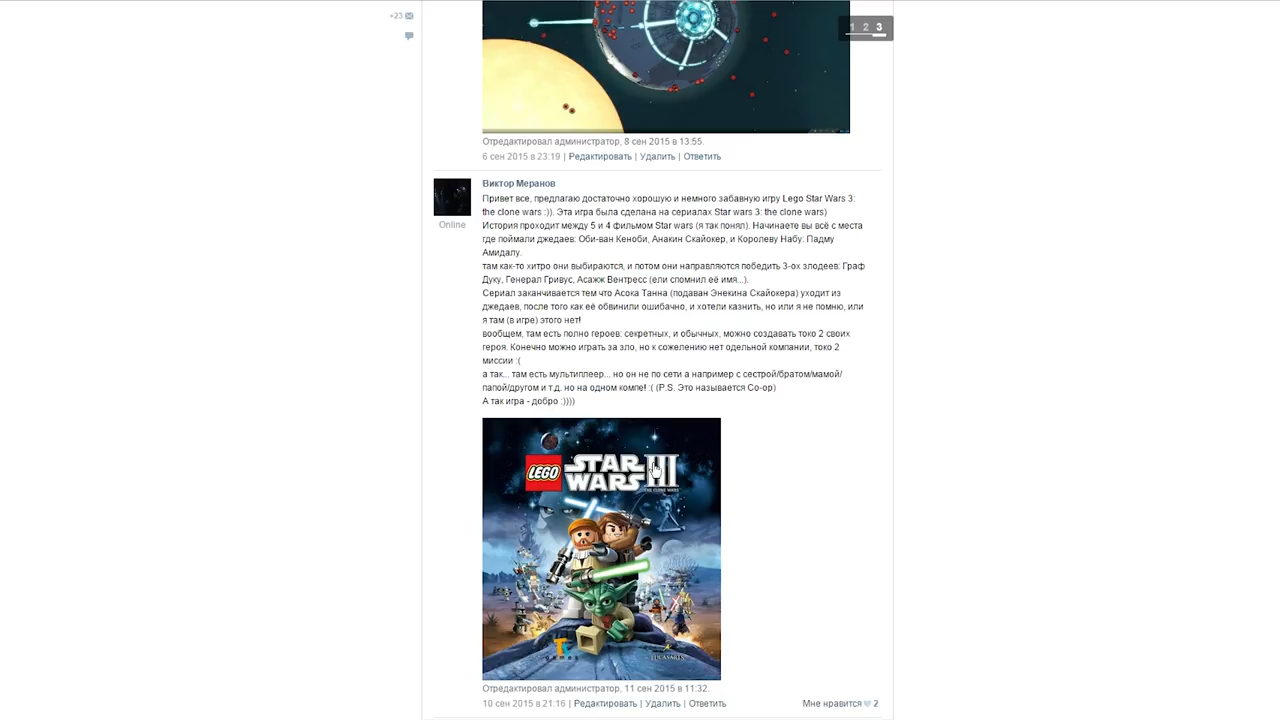 +23
1 2 3
Отредактировал администратор, 8 сен 2015 в 13:55.
6 сен 2015 в 23:19 | Редактировать | Удалить | Ответить
Виктор Меранов
Online
Привет все, предлагаю достаточно хорошую и немного забавную игру Lego Star Wars 3:
the clone wars :)). Эта игра была сделана на сериалах Star wars 3: the clone wars)
История проходит между 5 и 4 фильмом Star wars (я так понял). Начинаете вы всё с места
где поймали джедаев: Оби-ван Кеноби, Анакин Скайокер, и Королеву Набу: Падму
Амидалу.
там как-то хитро они выбираются, и потом они направляются победить 3-ох злодеев: Граф
Дуку, Генерал Гривус, Асажж Вентресс (ели спомнил её имя...).
Сериал заканчивается тем что Асока Танна (подаван Энекина Скайокера) уходит из
джедаев, после того как её обвинили ошибачно, и хотели казнить, но или я не помню, или
я там (в игре) этого нет!
вообщем, там есть полно героев: секретных, и обычных, можно создавать токо 2 своих
героя. Конечно можно играть за зло, но к сожелению нет одельной компании, токо 2
миссии :(
а так... там есть мультиплеер... но он не по сети а например с сестрой/братом/мамой/
папой/другом и т.д. но на одном компе! :( (P.S. Это называется Co-op)
А так игра - добро :))))
LEGO STAR WARS III
THE CLONE WARS
games
LUCASARTS
Отредактировал администратор, 11 сен 2015 в 11:32.
10 сен 2015 в 21:16 | Редактировать | Удалить | Ответить
Мне нравится 2